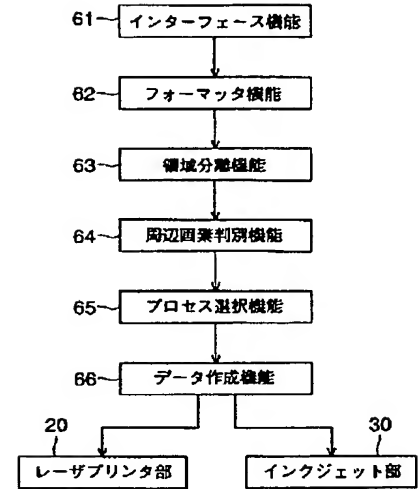 61 インターフェース機能
62 フォーマッタ機能
63 領域分離機能
64 周辺画素判別機能
65 プロセス選択機能
66 データ作成機能
20 30
レーザプリンタ部 インクジェット部